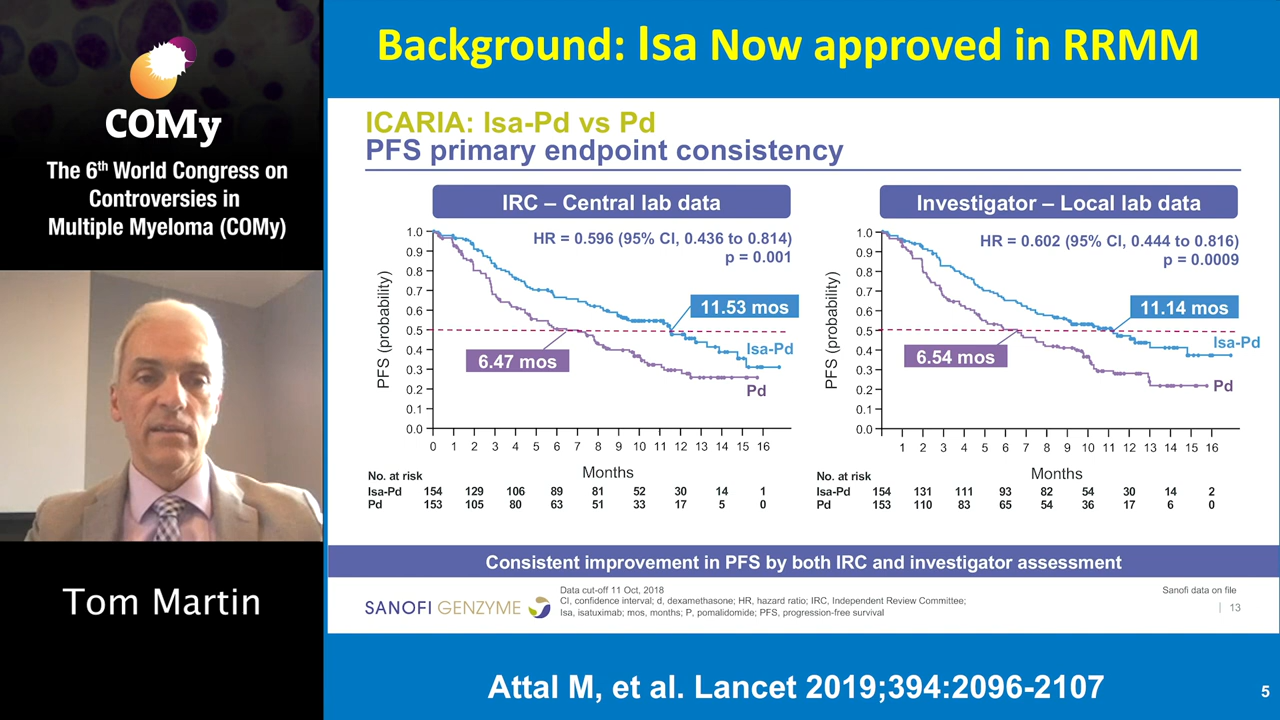 COMy
The 6th World Congress on
Controversies in
Multiple Myeloma (COMy)
Tom Martin
Background: Isa Now approved in RRMM
ICARIA: Isa-Pd vs Pd
PFS primary endpoint consistency
IRC – Central lab data
HR = 0.596 (95% CI, 0.436 to 0.814)
p = 0.001
PFS (probability)
1.0
0.9
0.8
0.7
0.6
0.5
0.4
0.3
0.2
0.1
0.0
11.53 mos
6.47 mos
Isa-Pd
Pd
0 1 2 3 4 5 6 7 8 9 10 11 12 13 14 15 16
Months
No. at risk
Isa-Pd 154 129 106 89 81 52 30 14 1
Pd 153 105 80 63 51 33 17 5 0
Investigator – Local lab data
HR = 0.602 (95% CI, 0.444 to 0.816)
p = 0.0009
PFS (probability)
1.0
0.9
0.8
0.7
0.6
0.5
0.4
0.3
0.2
0.1
0.0
11.14 mos
6.54 mos
Isa-Pd
Pd
1 2 3 4 5 6 7 8 9 10 11 12 13 14 15 16
Months
No. at risk
Isa-Pd 154 131 111 93 82 54 30 14 2
Pd 153 110 83 65 54 36 17 6 0
Consistent improvement in PFS by both IRC and investigator assessment
SANOFI GENZYME
Data cut-off 11 Oct, 2018
CI, confidence interval; d, dexamethasone; HR, hazard ratio; IRC, Independent Review Committee;
Isa, isatuximab; mos, months; P, pomalidomide; PFS, progression-free survival
Sanofi data on file
| 13
Attal M, et al. Lancet 2019;394:2096-2107
5